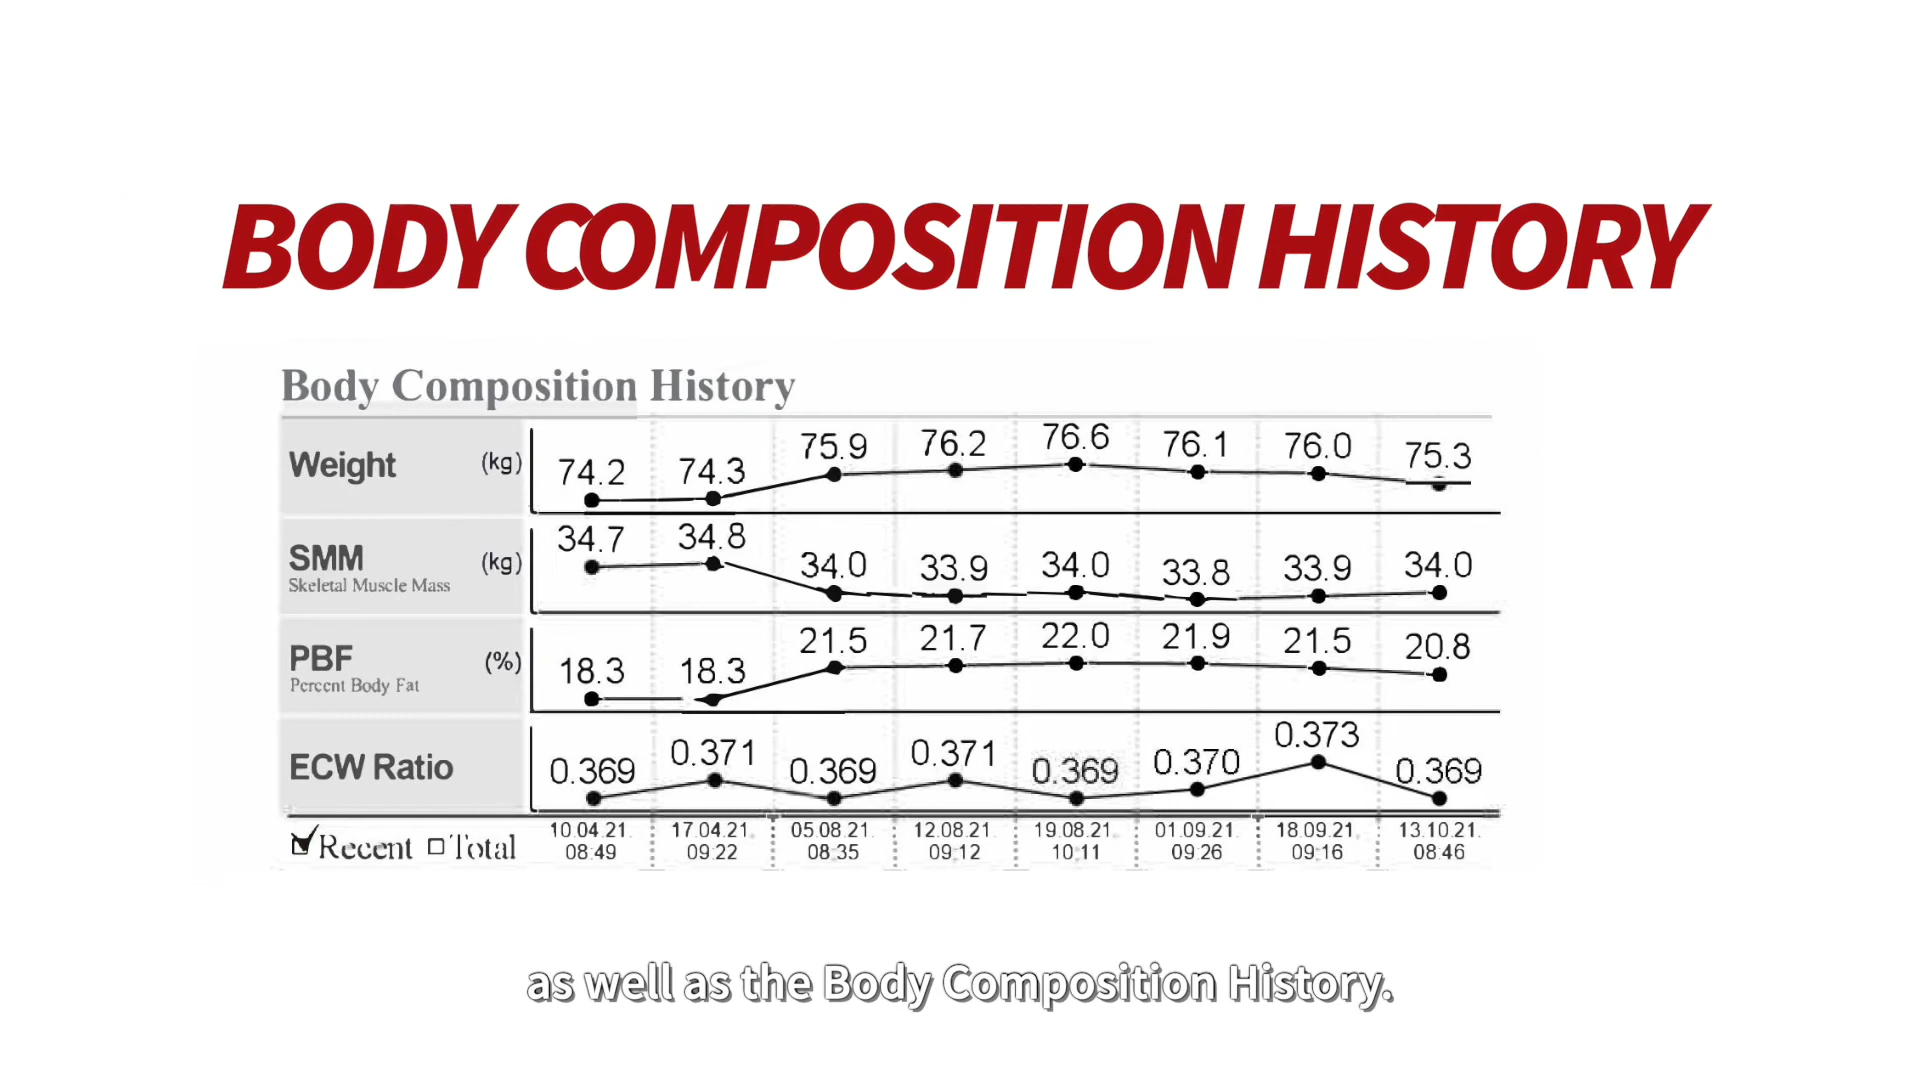 BODY COMPOSITION HISTORY
Body Composition History
Weight (kg) 74.2 74.3 75.9 76.2 76.6 76.1 76.0 75.3
SMM (kg) 34.7 34.8 34.0 33.9 34.0 33.8 33.9 34.0
Skeletal Muscle Mass
PBF (%) 18.3 18.3 21.5 21.7 22.0 21.9 21.5 20.8
Percent Body Fat
ECW Ratio 0.369 0.371 0.369 0.371 0.369 0.370 0.373 0.369
Recent Total 10.04.21. 17.04.21. 05.08.21. 12.08.21. 19.08.21. 01.09.21. 18.09.21. 13.10.21.
08:49 09:22 08:35 09:12 10:11 09:26 09:16 08:46
as well as the Body Composition History.